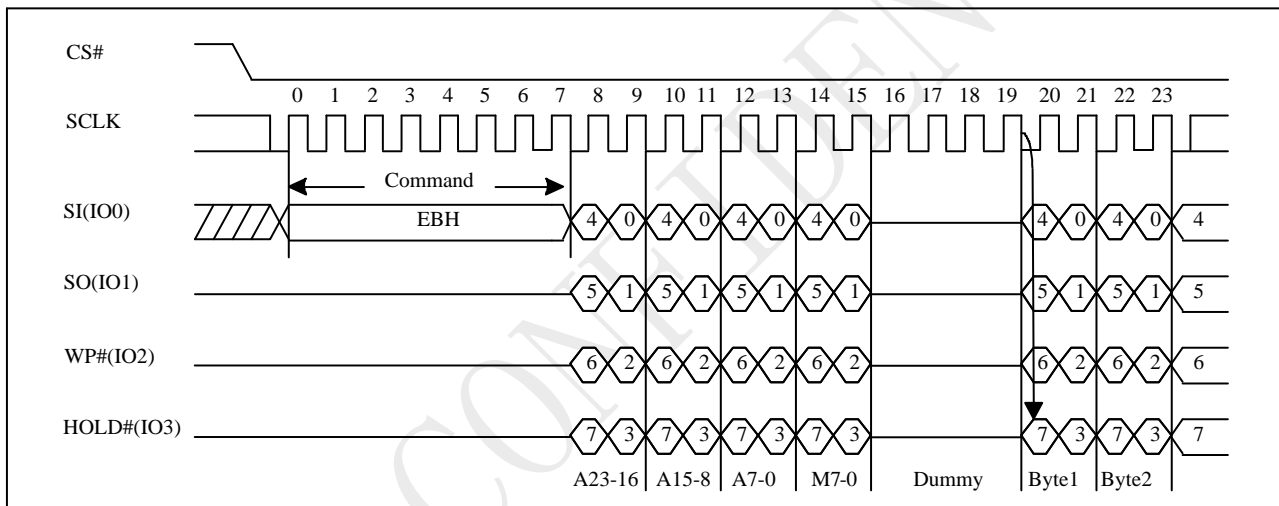 CS#
0 1 2 3 4 5 6 7 8 9 10 11 12 13 14 15 16 17 18 19 20 21 22 23
SCLK
Command
SI(IO0) EBH 4 0 4 0 4 0 4 0 4 0 4 0 4
SO(IO1) 5 1 5 1 5 1 5 1 5 1 5 1 5
WP#(IO2) 6 2 6 2 6 2 6 2 6 2 6 2 6
HOLD#(IO3) 7 3 7 3 7 3 7 3 7 3 7 3 7
A23-16 A15-8 A7-0 M7-0 Dummy Byte1 Byte2
CONFIDEN